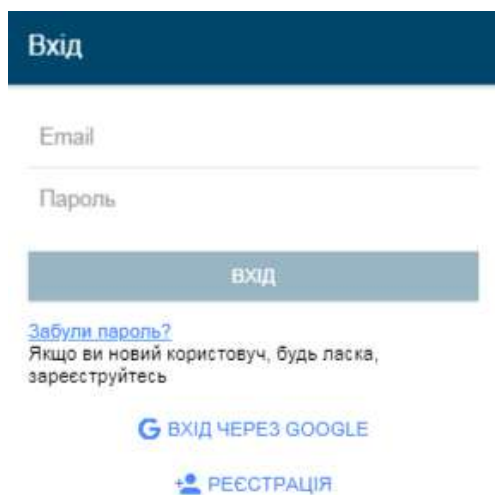 Вхід
Email
Пароль
ВХІД
Забули пароль?
Якщо ви новий користовуч, будь ласка,
зареєструйтесь
ВХІД ЧЕРЕЗ GOOGLE
РЕЄСТРАЦІЯ